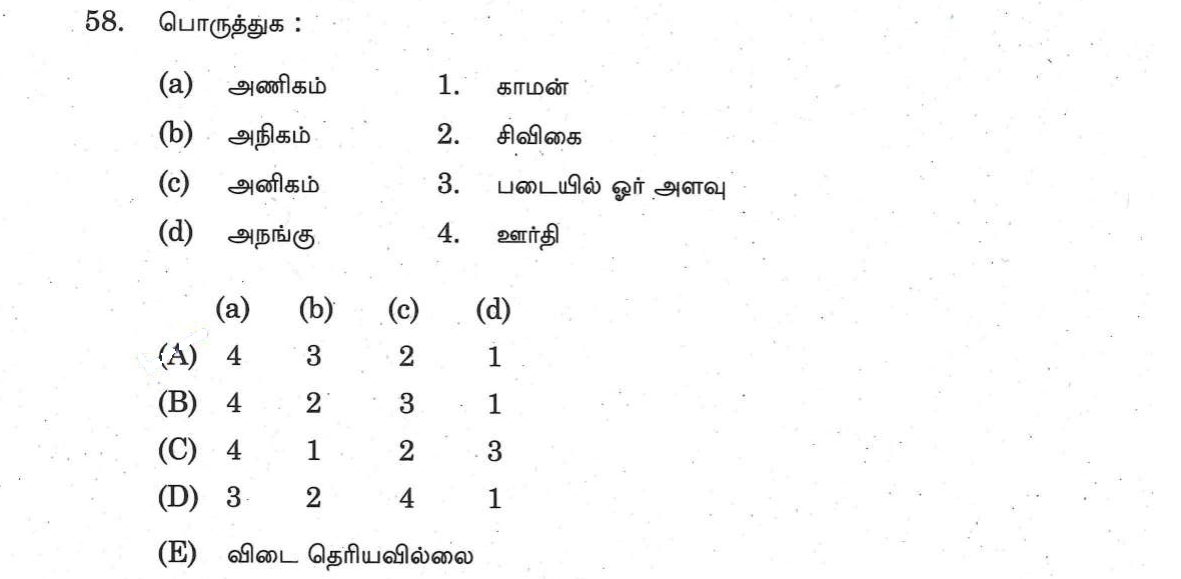 58. பொருத்துக :
(a) அணிகம் 1. காமன்
(b) அநிகம் 2. சிவிகை
(c) அனிகம் 3. படையில் ஓர் அளவு
(d) அநங்கு 4. ஊர்தி
(a) (b) (c) (d)
(A) 4 3 2 1
(B) 4 2 3 1
(C) 4 1 2 3
(D) 3 2 4 1
(E) விடை தெரியவில்லை